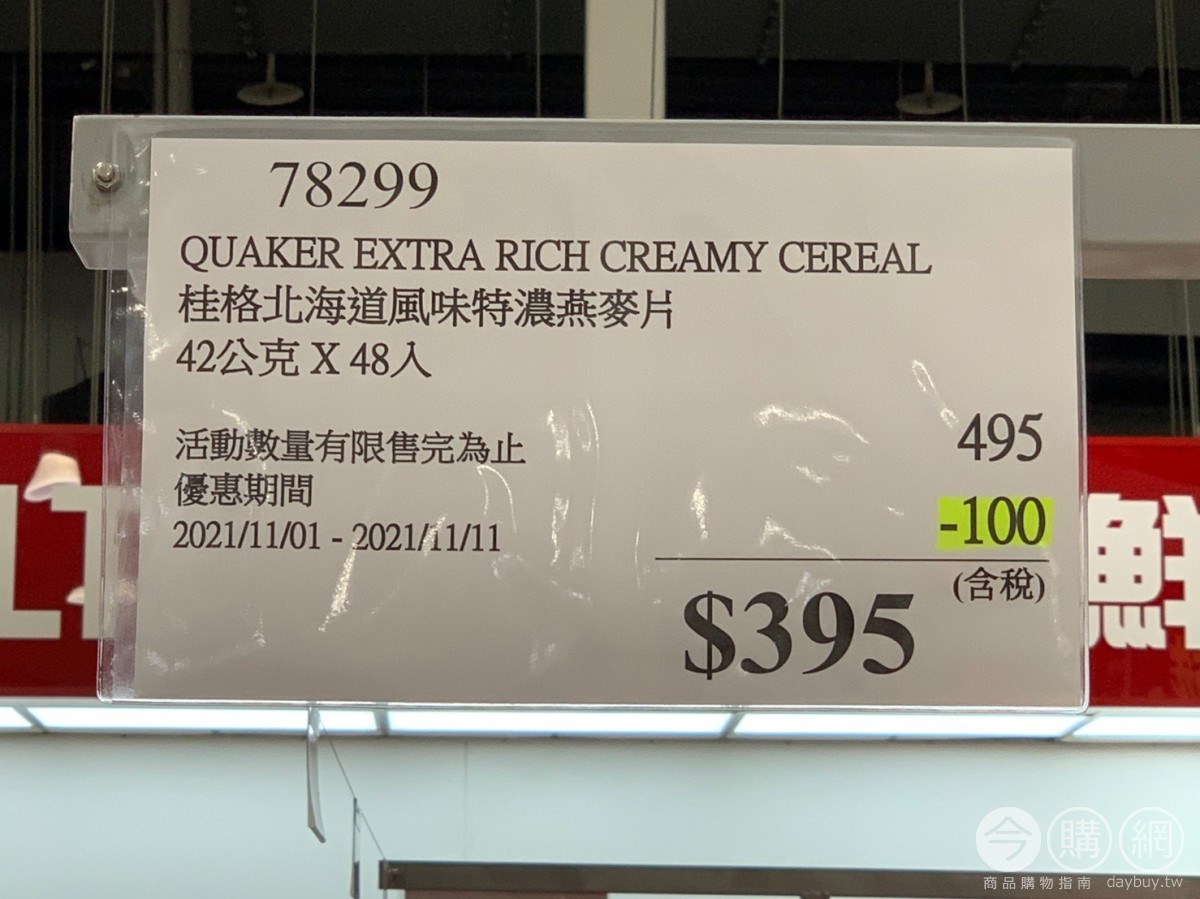 78299
QUAKER EXTRA RICH CREAMY CEREAL
桂格北海道風味特濃燕麥片
42公克 X 48入
活動數量有限售完為止
優惠期間
2021/11/01 - 2021/11/11
495
-100
(含稅)
$395
鮮
今購網
商品購物指南 daybuy.tw